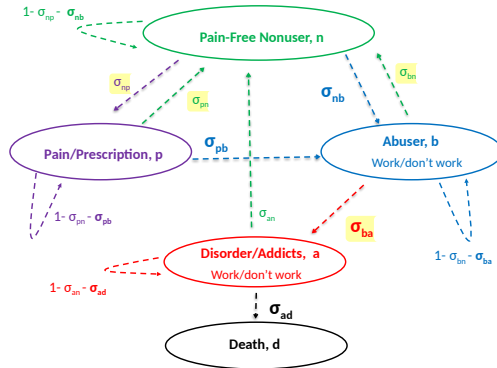 1- σnp - σnb
Pain-Free Nonuser, n
σnp
σpn
σnb
σbn
Pain/Prescription, p
σpb
Abuser, b
Work/don't work
1- σpn - σpb
σan
σba
1- σbn - σba
Disorder/Addicts, a
Work/don't work
1- σan - σad
σad
Death, d